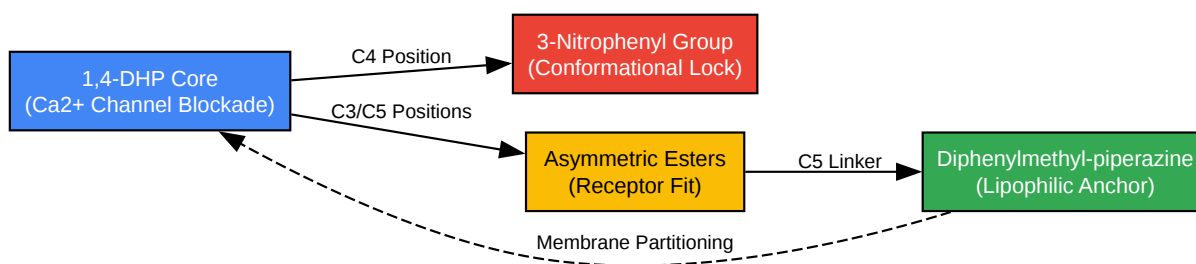 1,4-DHP Core
(Ca2+ Channel Blockade)
C4 Position
3-Nitrophenyl Group
(Conformational Lock)
C3/C5 Positions
Asymmetric Esters
(Receptor Fit)
C5 Linker
Diphenylmethyl-piperazine
(Lipophilic Anchor)
Membrane Partitioning